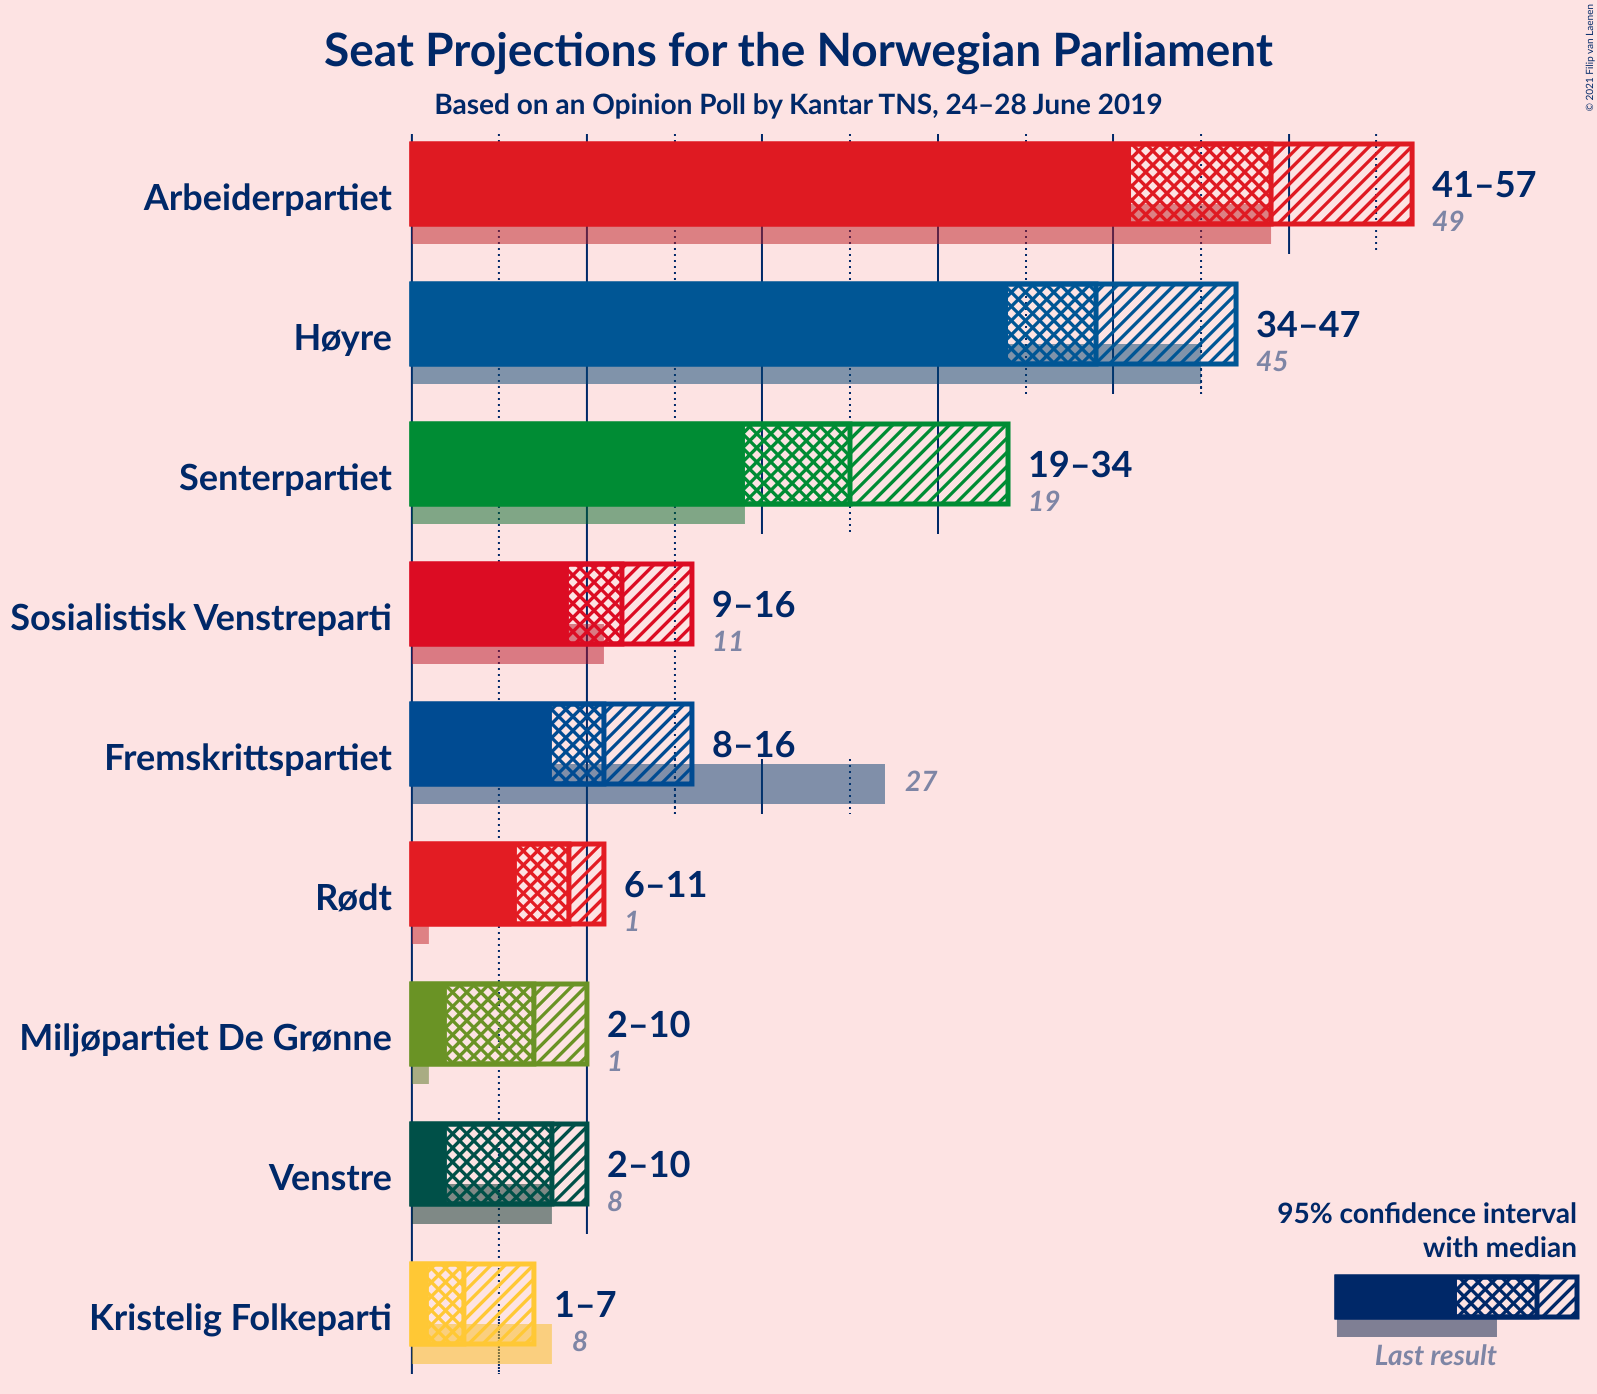 Seat Projections for the Norwegian Parliament
Based on an Opinion Poll by Kantar TNS, 24–28 June 2019
© 2021 Filip van Laenen
Arbeiderpartiet
41–57
49
Høyre
34–47
45
Senterpartiet
19–34
19
Sosialistisk Venstreparti
9–16
11
Fremskrittspartiet
8–16
27
Rødt
6–11
1
Miljøpartiet De Grønne
2–10
1
Venstre
2–10
8
Kristelig Folkeparti
1–7
8
95% confidence interval
with median
Last result